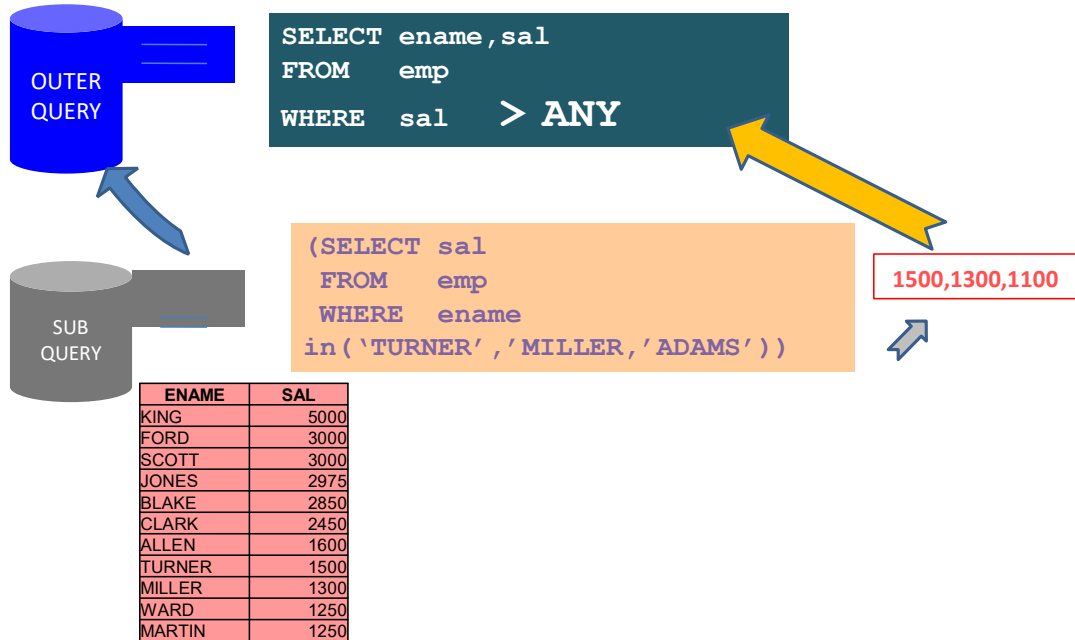 OUTER
QUERY
SELECT ename,sal
FROM emp
WHERE sal > ANY
SUB
QUERY
(SELECT sal
FROM emp
WHERE ename
in(‘TURNER’,’MILLER,’ADAMS’))
1500,1300,1100
ENAME SAL
KING 5000
FORD 3000
SCOTT 3000
JONES 2975
BLAKE 2850
CLARK 2450
ALLEN 1600
TURNER 1500
MILLER 1300
WARD 1250
MARTIN 1250